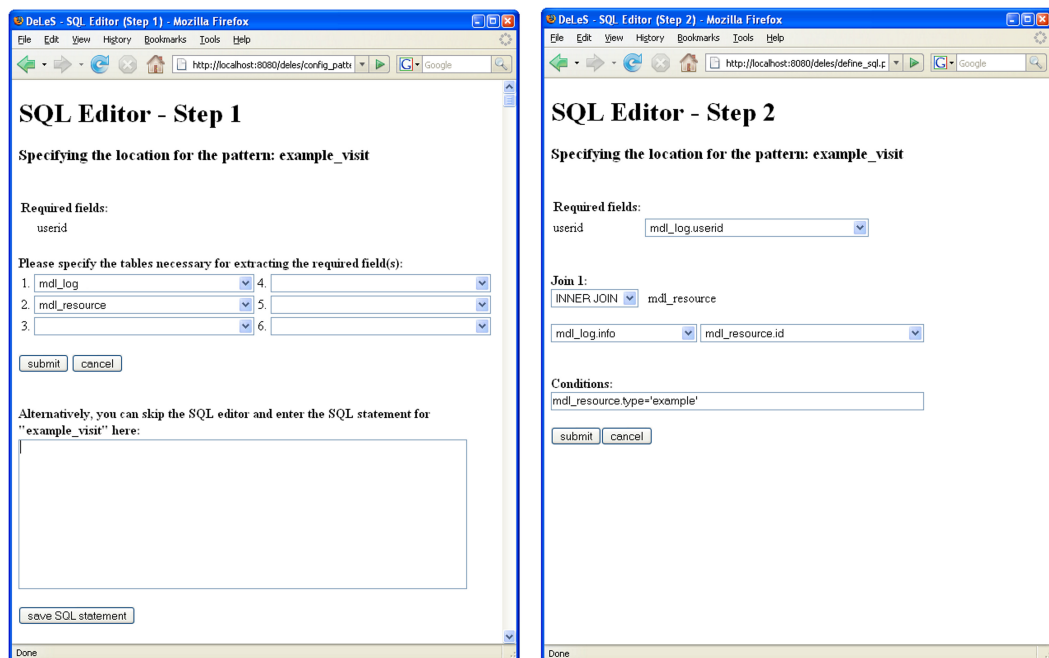 DeLeS - SQL Editor (Step 1) - Mozilla Firefox
File Edit View History Bookmarks Tools Help
http://localhost:8080/deles/config_patte
G Google
SQL Editor - Step 1
Specifying the location for the pattern: example_visit
Required fields:
userid
Please specify the tables necessary for extracting the required field(s):
1. mdl_log 4.
2. mdl_resource 5.
3. 6.
submit cancel
Alternatively, you can skip the SQL editor and enter the SQL statement for
"example_visit" here:
save SQL statement
Done
DeLeS - SQL Editor (Step 2) - Mozilla Firefox
File Edit View History Bookmarks Tools Help
http://localhost:8080/deles/define_sql.p
G Google
SQL Editor - Step 2
Specifying the location for the pattern: example_visit
Required fields:
userid mdl_log.userid
Join 1:
INNER JOIN mdl_resource
mdl_log.info mdl_resource.id
Conditions:
mdl_resource.type='example'
submit cancel
Done